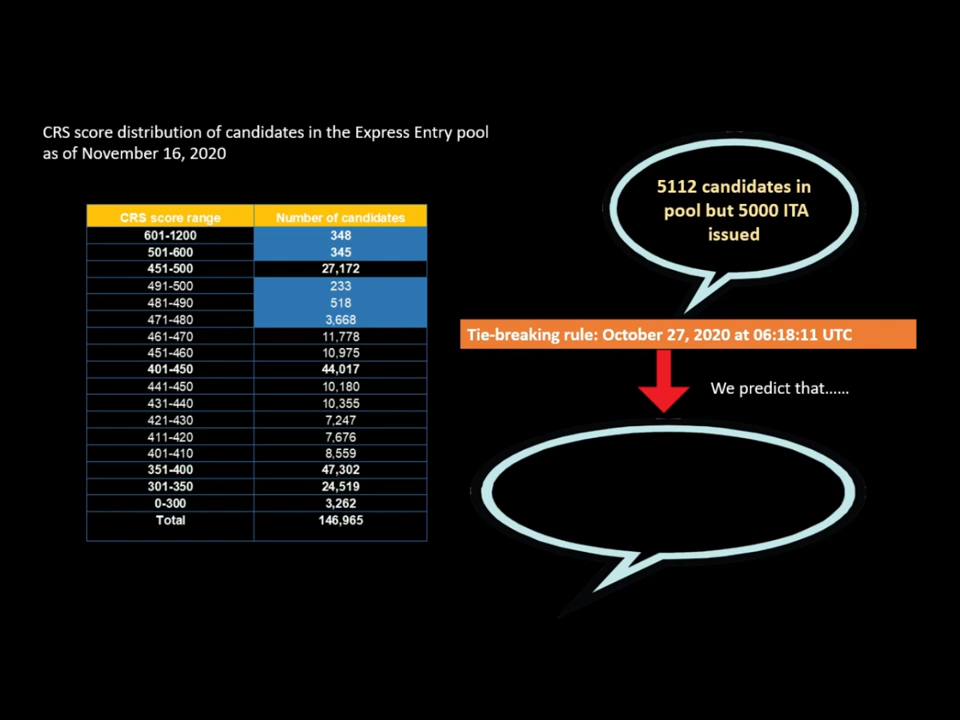 CRS score distribution of candidates in the Express Entry pool
as of November 16, 2020
CRS score range Number of candidates
601-1200 348
501-600 345
451-500 27,172
491-500 233
481-490 518
471-480 3,668
461-470 11,778
451-460 10,975
401-450 44,017
441-450 10,180
431-440 10,355
421-430 7,247
411-420 7,676
401-410 8,559
351-400 47,302
301-350 24,519
0-300 3,262
Total 146,965
5112 candidates in
pool but 5000 ITA
issued
Tie-breaking rule: October 27, 2020 at 06:18:11 UTC
We predict that......